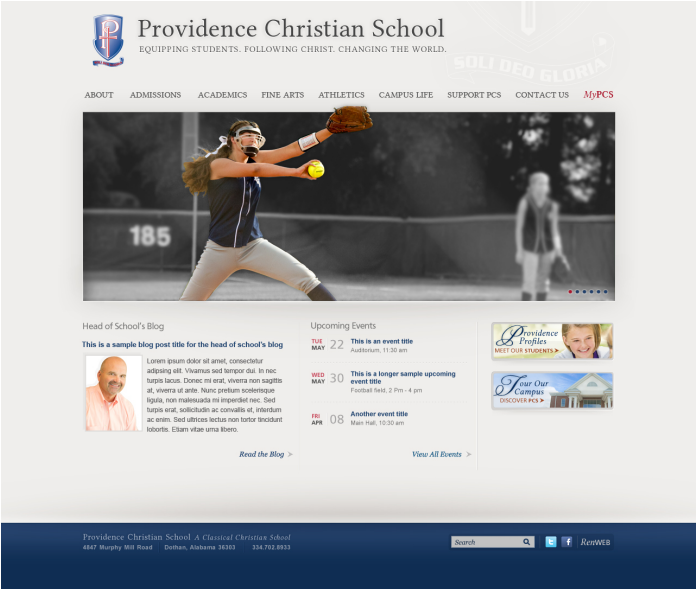 SOLI DEO GLORIA
Providence Christian School
EQUIPPING STUDENTS. FOLLOWING CHRIST. CHANGING THE WORLD.
ABOUT ADMISSIONS ACADEMICS FINE ARTS ATHLETICS CAMPUS LIFE SUPPORT PCS CONTACT US MyPCS
185
Head of School's Blog
This is a sample blog post title for the head of school's blog
Lorem ipsum dolor sit amet, consectetur
adipsing elit. Vivamus sed tempor dui. In nec
turpis lacus. Donec mi erat, viverra non sagittis
at, viverra ut ante. Nunc pretium scelerisque
ligula, non malesuada mi imperdiet nec. Sed
turpis erat, sollicitudin ac convallis et, interdum
ac enim. Sed ultrices lectus non tortor tincidunt
lobortis. Etiam vitae urna libero.
Read the Blog
Upcoming Events
TUE
MAY
22
This is an event title
Auditorium, 11:30 am
WED
MAY
30
This is a longer sample upcoming
event title
Football field, 2 Pm - 4 pm
FRI
APR
08
Another event title
Main Hall, 10:30 am
View All Events
Providence
Profiles
MEET OUR STUDENTS
Tour Our
Campus
DISCOVER PCS
Providence Christian School A Classical Christian School
4847 Murphy Mill Road Dothan, Alabama 36303 334.702.8933
Search
RenWEB